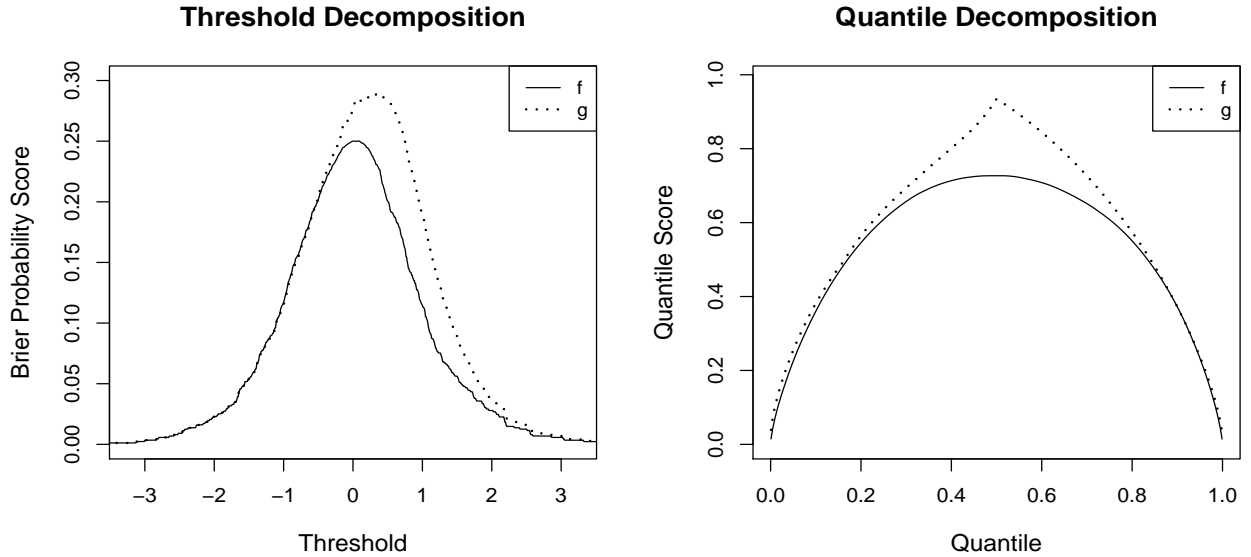 Threshold Decomposition
Brier Probability Score
0.30
0.25
0.20
0.15
0.10
0.05
0.00
f
g
−3
−2
−1
0
1
2
3
Threshold
Quantile Decomposition
Quantile Score
1.0
0.8
0.6
0.4
0.2
0.0
f
g
0.0
0.2
0.4
0.6
0.8
1.0
Quantile